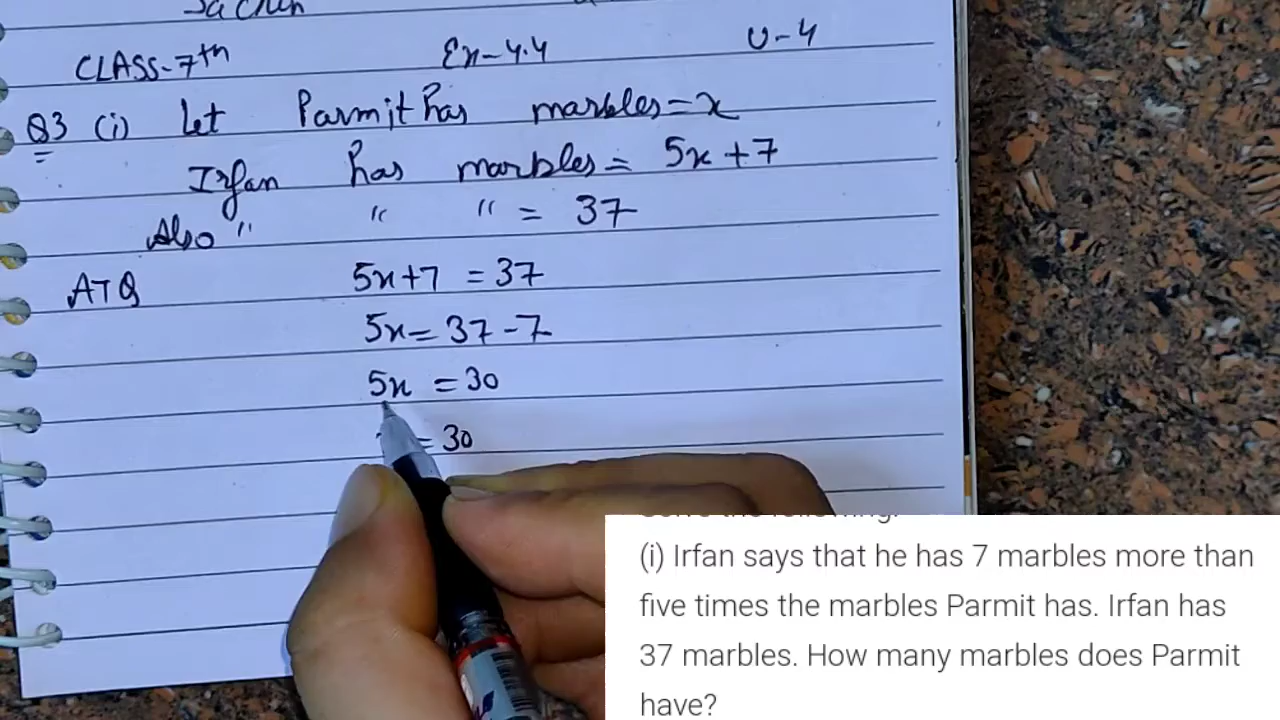 Sachin
CLASS-7th Ex-4.4 U-4
Q3 (i) Let Parmit has marbles = x
Irfan has marbles = 5x + 7
Also " " " = 37
ATQ 5x+7 = 37
5x = 37 - 7
5x = 30
= 30
(i) Irfan says that he has 7 marbles more than
five times the marbles Parmit has. Irfan has
37 marbles. How many marbles does Parmit
have?